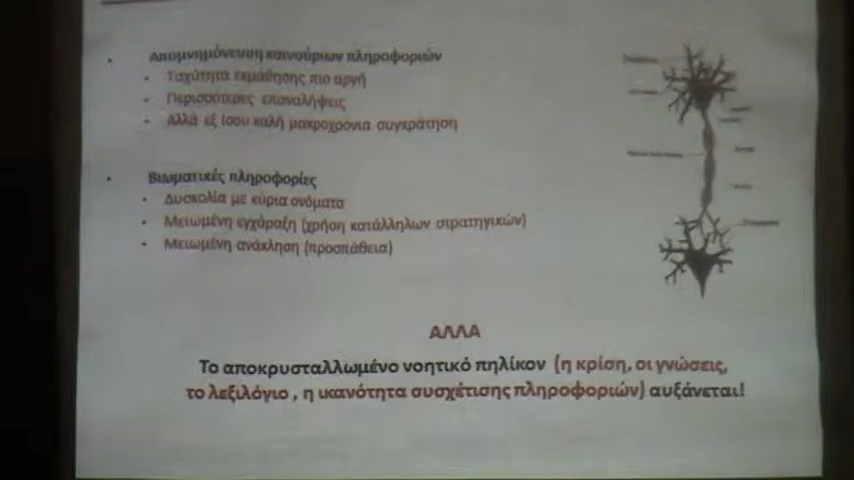 Απομνημόνευση καινούριων πληροφοριών
Ταχύτητα εκμάθησης πιο αργή
Περισσότερες επαναλήψεις
Αλλά εξ ίσου καλή μακροχρόνια συγκράτηση
Βιωματικές πληροφορίες
Δυσκολία με κύρια ονόματα
Μειωμένη εγχάραξη (χρήση κατάλληλων στρατηγικών)
Μειωμένη ανάκληση (προσπάθεια)
ΑΛΛΑ
Το αποκρυσταλλωμένο νοητικό πηλίκον (η κρίση, οι γνώσεις,
το λεξιλόγιο , η ικανότητα συσχέτισης πληροφοριών) αυξάνεται!